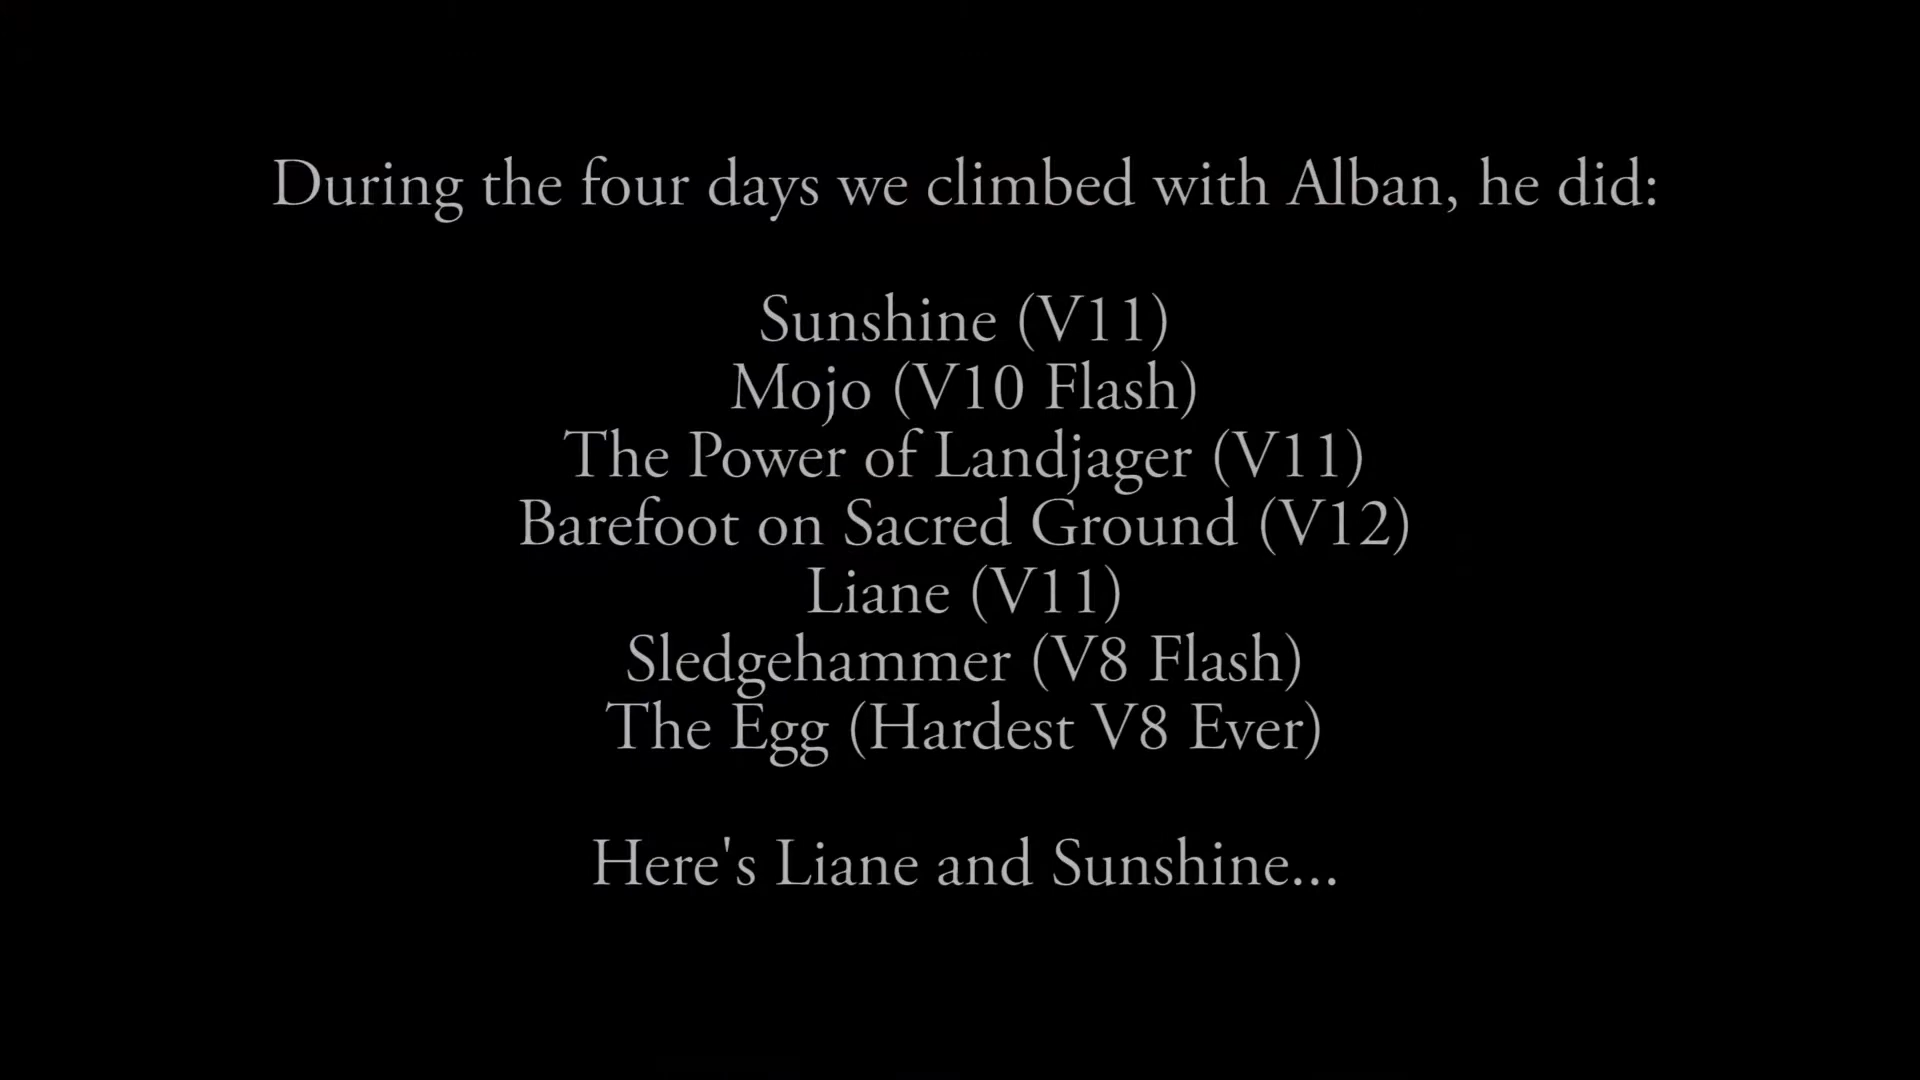 During the four days we climbed with Alban, he did:
Sunshine (V11)
Mojo (V10 Flash)
The Power of Landjager (V11)
Barefoot on Sacred Ground (V12)
Liane (V11)
Sledgehammer (V8 Flash)
The Egg (Hardest V8 Ever)
Here's Liane and Sunshine...